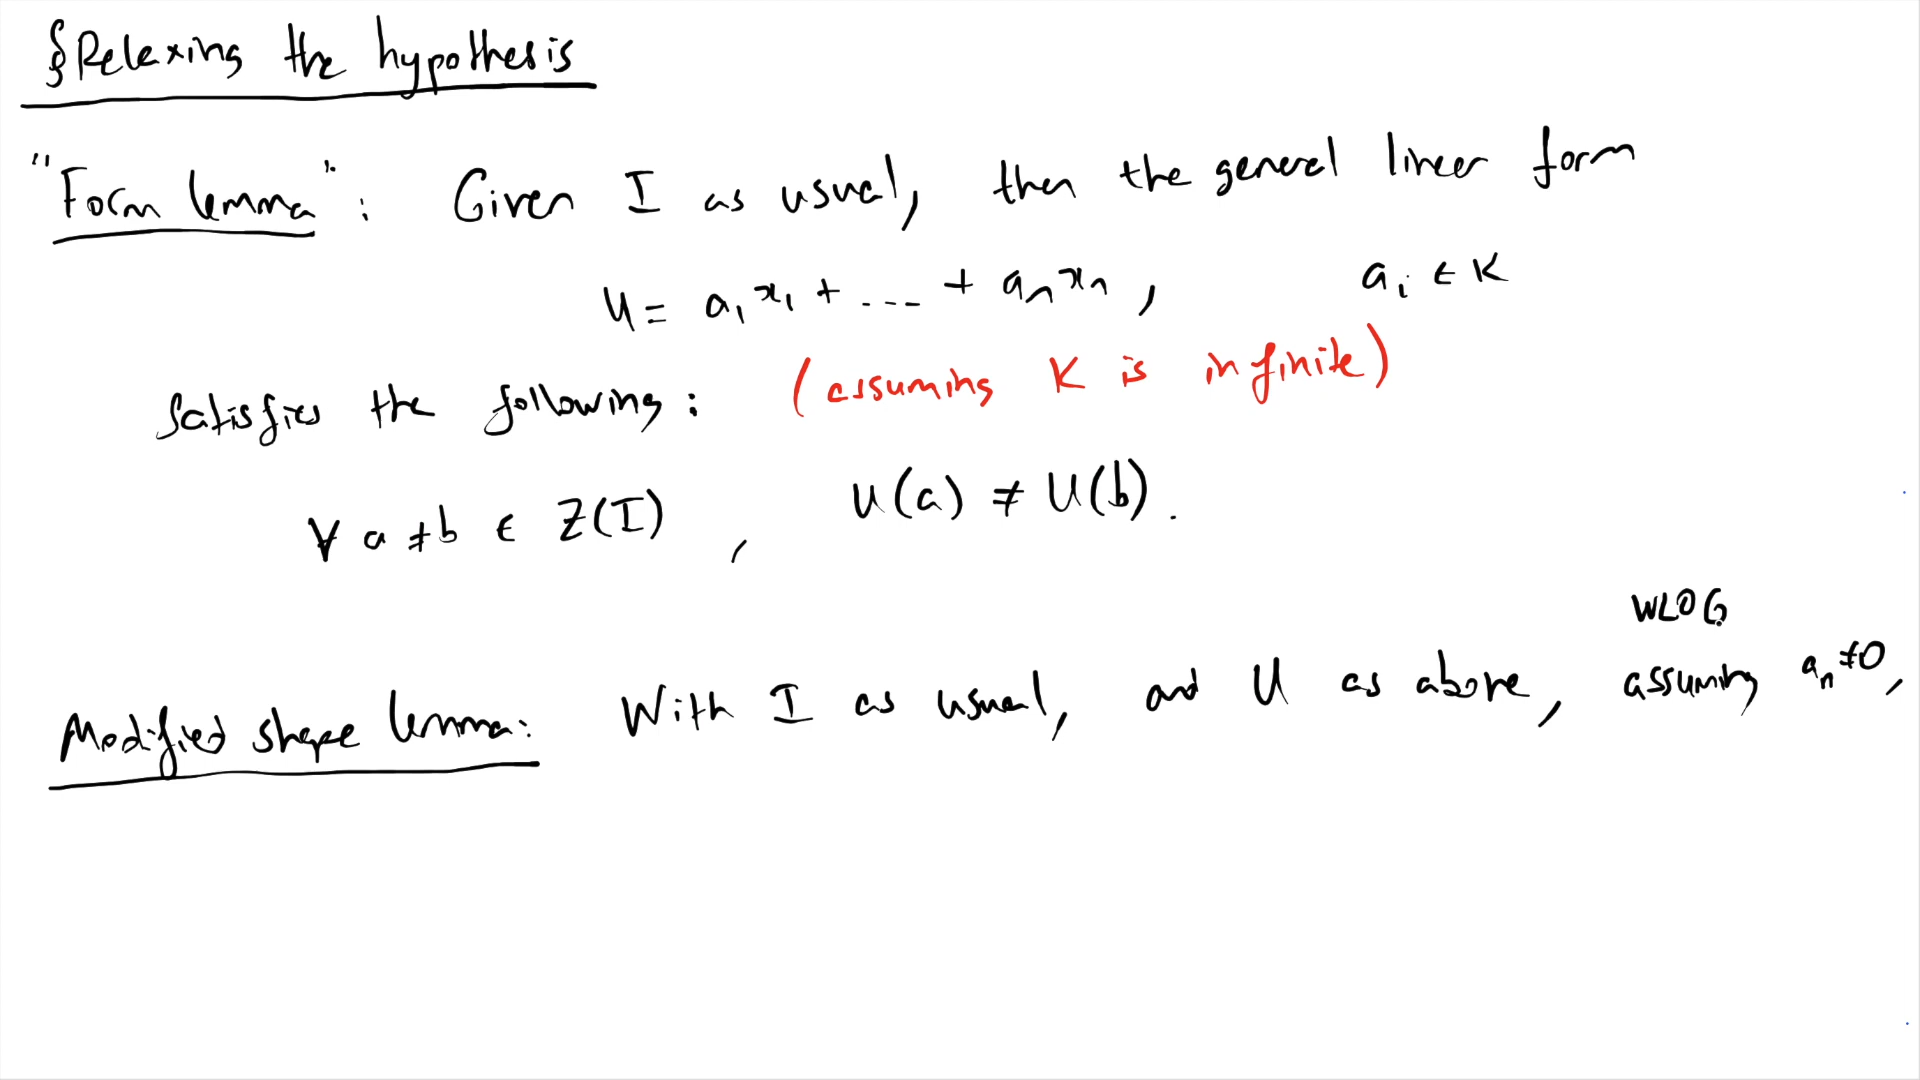 §Relaxing the hypothesis
"Form lemma": Given I as usual, then the general linear form
u = a₁x₁ + ... + aₙxₙ, aᵢ ∈ K
satisfies the following: (assuming K is infinite)
∀ a ≠ b ∈ Z(I), u(a) ≠ u(b).
WLOG
Modified shape lemma: With I as usual, and u as above, assuming aₙ≠0,